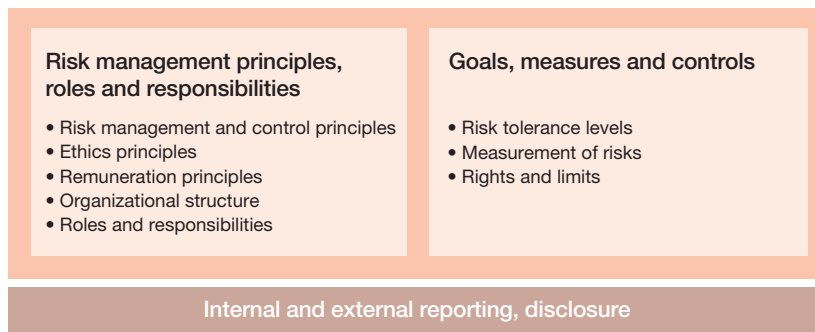 Risk management principles,
roles and responsibilities
• Risk management and control principles
• Ethics principles
• Remuneration principles
• Organizational structure
• Roles and responsibilities
Goals, measures and controls
• Risk tolerance levels
• Measurement of risks
• Rights and limits
Internal and external reporting, disclosure